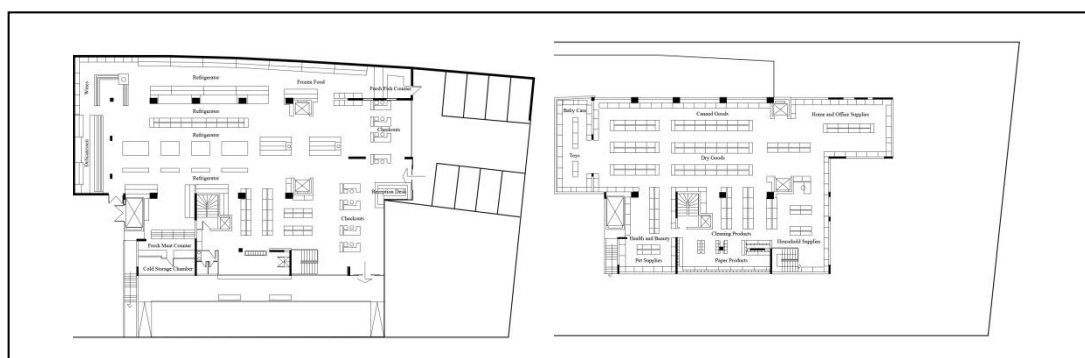 Refrigerator
Frozen Food
Fresh Fish Counter
Wines
Refrigerator
Checkouts
Refrigerator
Delicatessen
Refrigerator
Reception Desk
Checkouts
Fresh Meat Counter
Cold Storage Chamber
Baby Care
Canned Goods
Home and Office Supplies
Toys
Dry Goods
Cleaning Products
Health and Beauty
Household Supplies
Pet Supplies
Paper Products